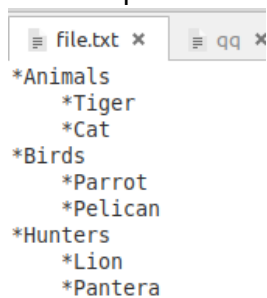 file.txt × qq ×
*Animals
    *Tiger
    *Cat
*Birds
    *Parrot
    *Pelican
*Hunters
    *Lion
    *Pantera